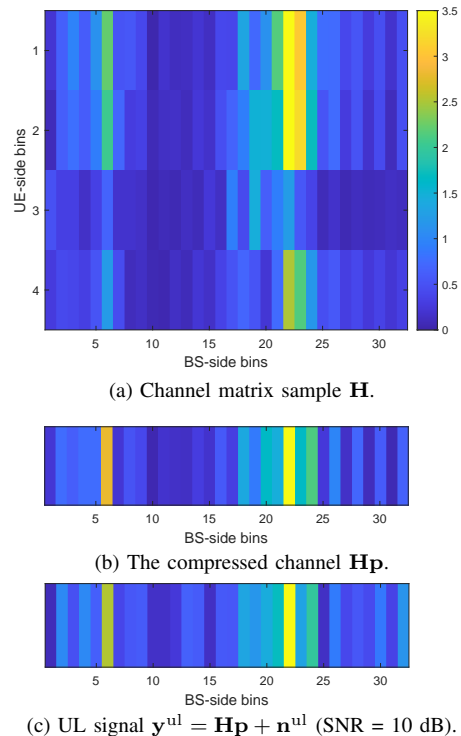 1
2
3
4
UE-side bins
5 10 15 20 25 30
BS-side bins
3.5
3
2.5
2
1.5
1
0.5
0
(a) Channel matrix sample H.
5 10 15 20 25 30
BS-side bins
(b) The compressed channel Hp.
5 10 15 20 25 30
BS-side bins
(c) UL signal y^ul = Hp + n^ul (SNR = 10 dB).